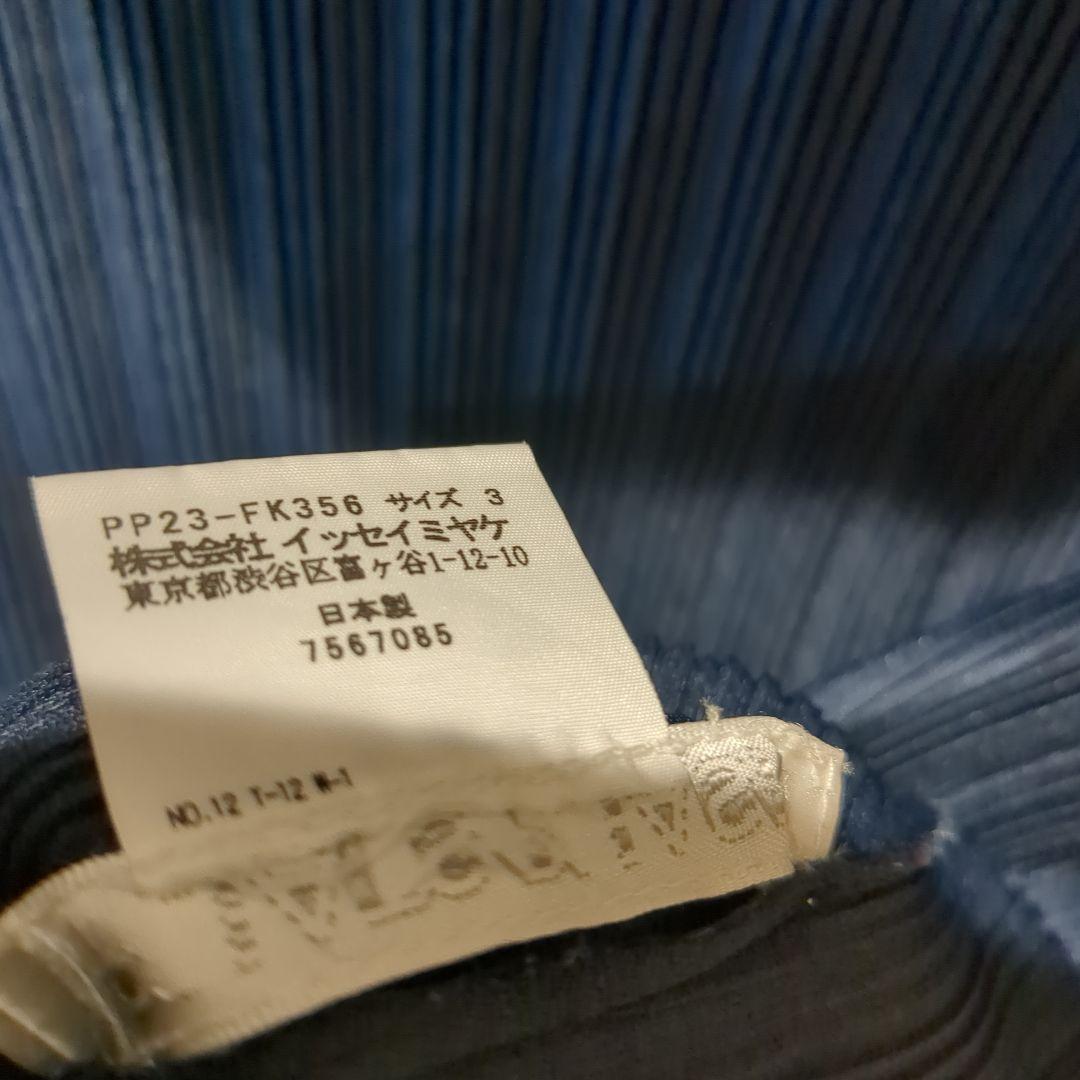 PP23-FK356 サイズ 3
株式会社 イッセイミヤケ
東京都渋谷区富ヶ谷1-12-10
日本製
7567085
NO.12 T-12 W-1